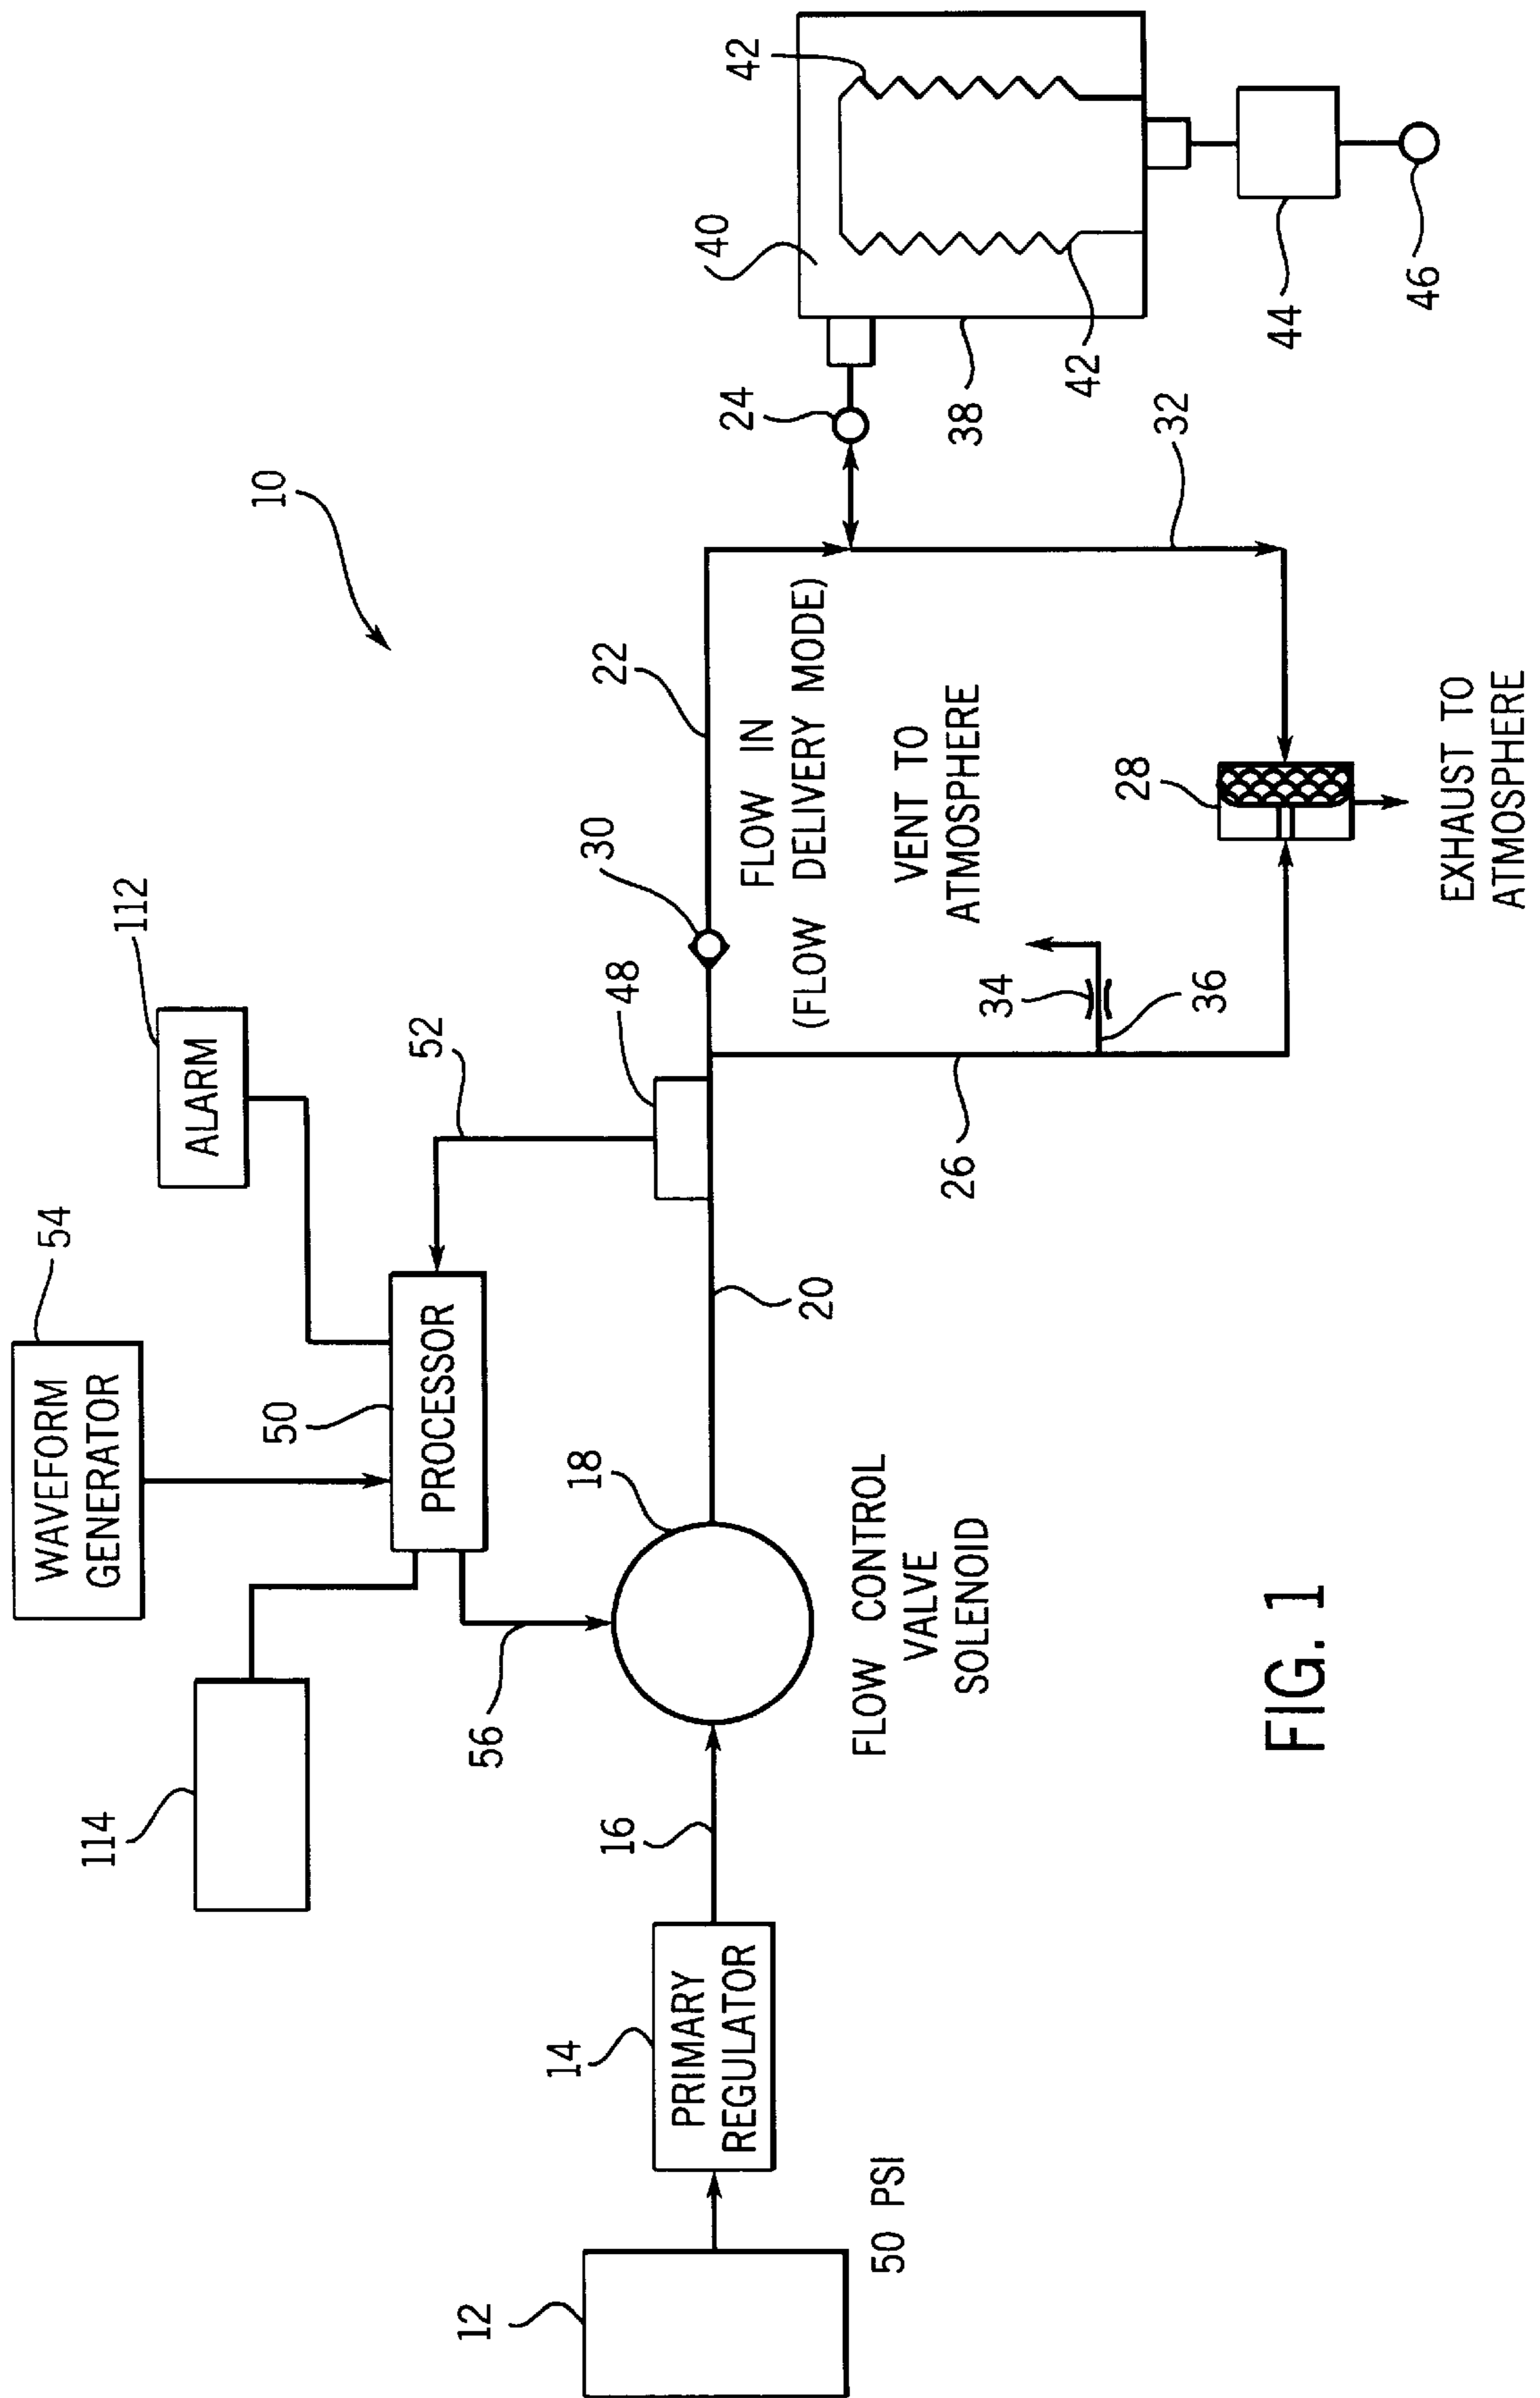 10
WAVEFORM
GENERATOR
54
ALARM
112
114
PROCESSOR
50
52
56
48
12
50 PSI
PRIMARY
REGULATOR
14
16
18
FLOW CONTROL
VALVE
SOLENOID
20
30
22
FLOW IN
(FLOW DELIVERY MODE)
VENT TO
ATMOSPHERE
34
36
26
28
EXHAUST TO
ATMOSPHERE
32
24
38
40
42
42
44
46
FIG. 1